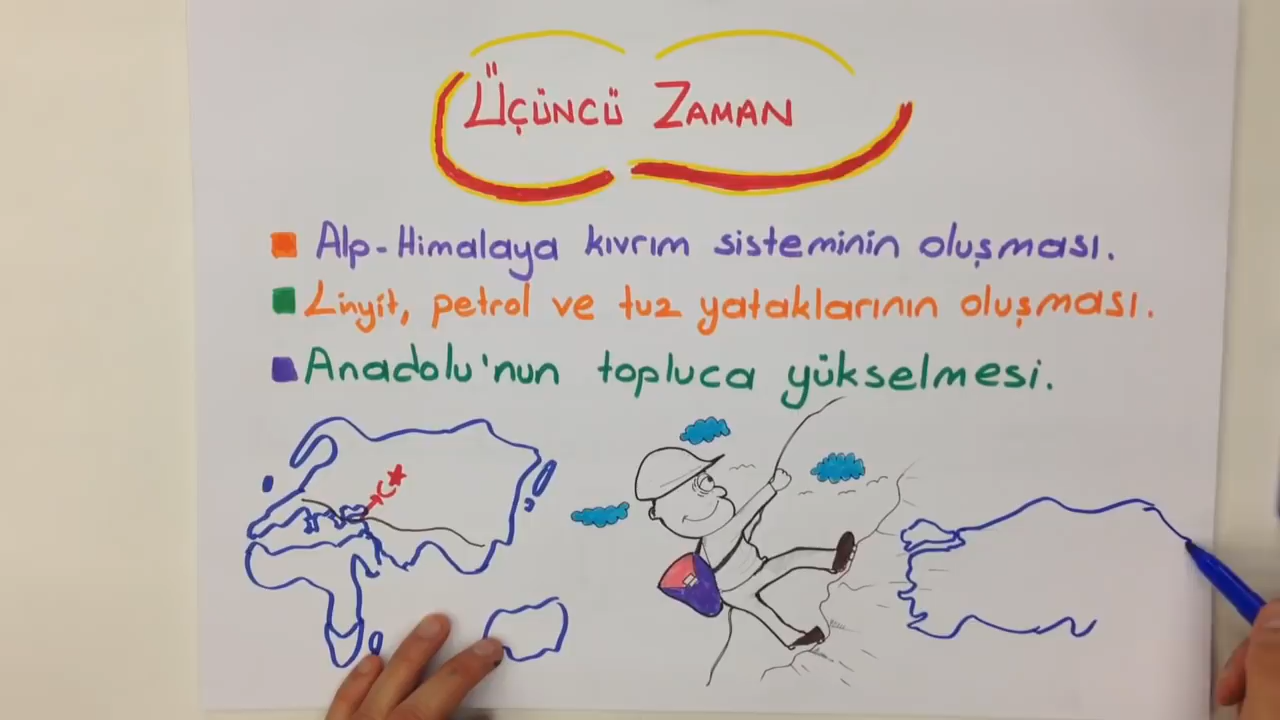 Üçüncü Zaman
Alp-Himalaya kıvrım sisteminin oluşması.
Linyit, petrol ve tuz yataklarının oluşması.
Anadolu'nun topluca yükselmesi.